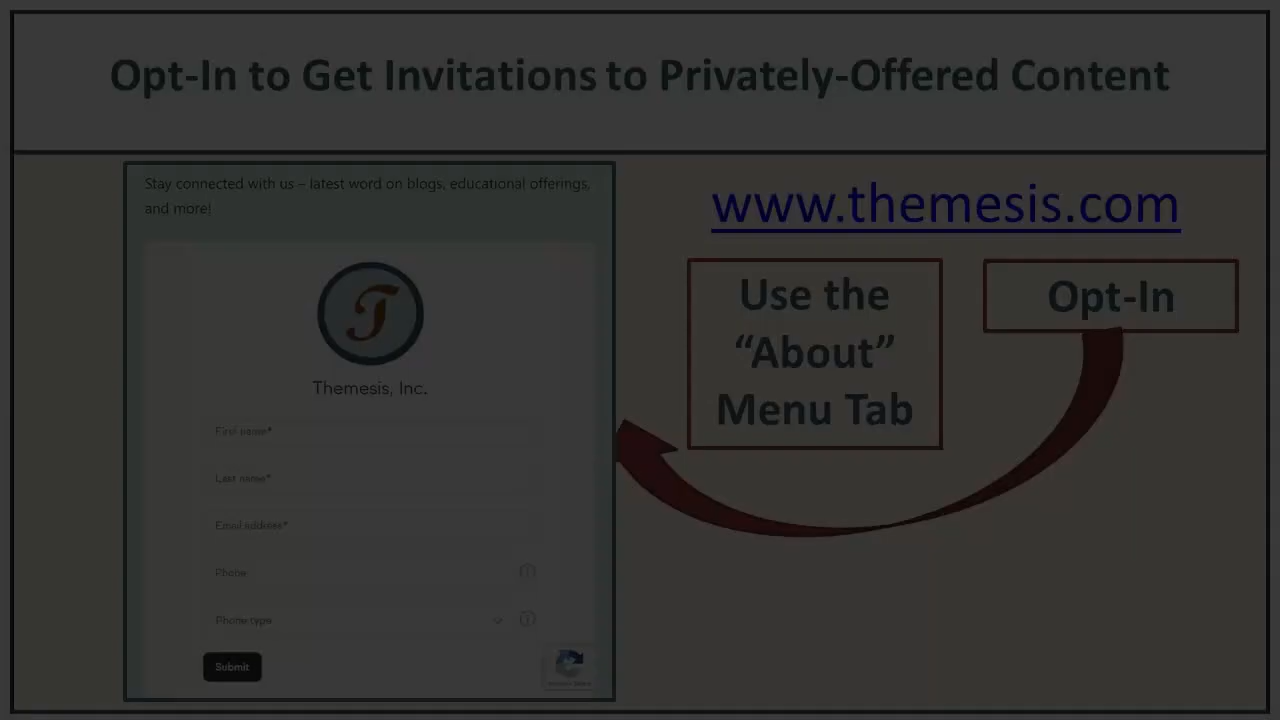 Opt-In to Get Invitations to Privately-Offered Content
Stay connected with us – latest word on blogs, educational offerings,
and more!
T
Themesis, Inc.
First name*
Last name*
Email address*
Phone
Phone type
Submit
www.themesis.com
Use the
“About”
Menu Tab
Opt-In